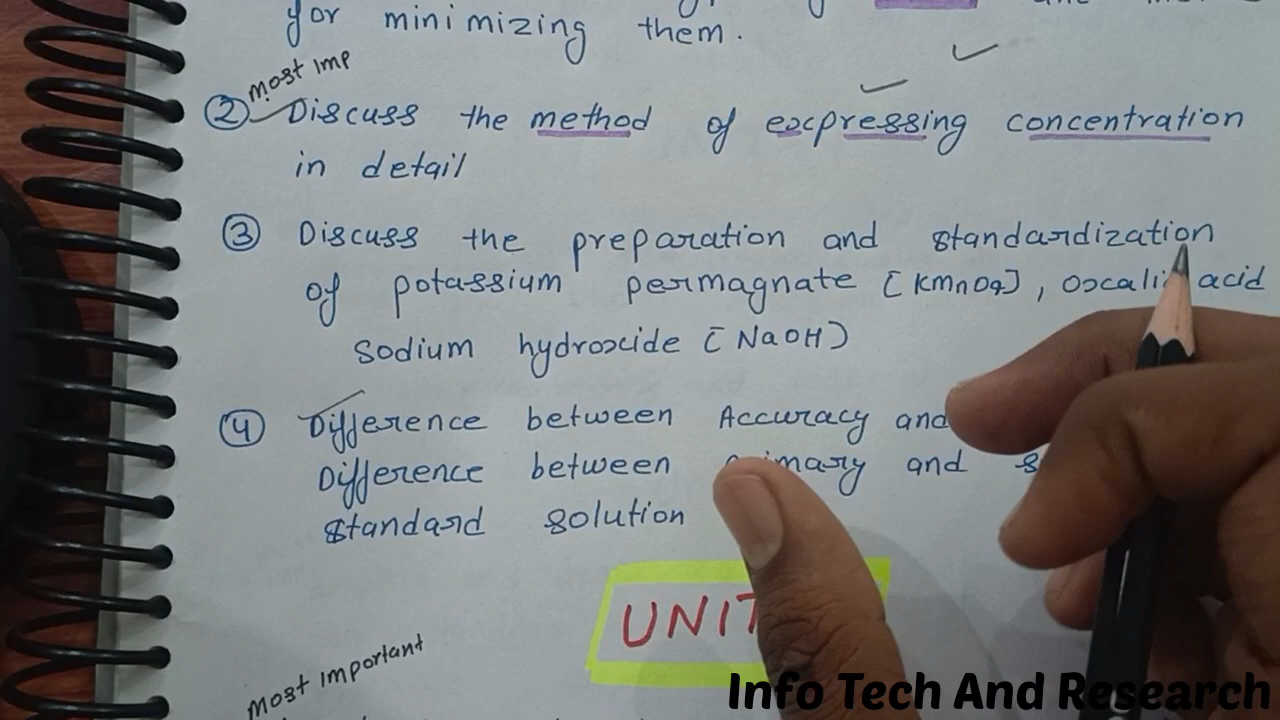 for minimizing them.
most imp
② Discuss the method of expressing concentration
in detail
③ Discuss the preparation and standardization
of potassium permagnate [KMnO4], oxalic acid
sodium hydroxide [NaOH)
④ Difference between Accuracy and
Difference between primary and
standard solution
UNIT
most important
Info Tech And Research